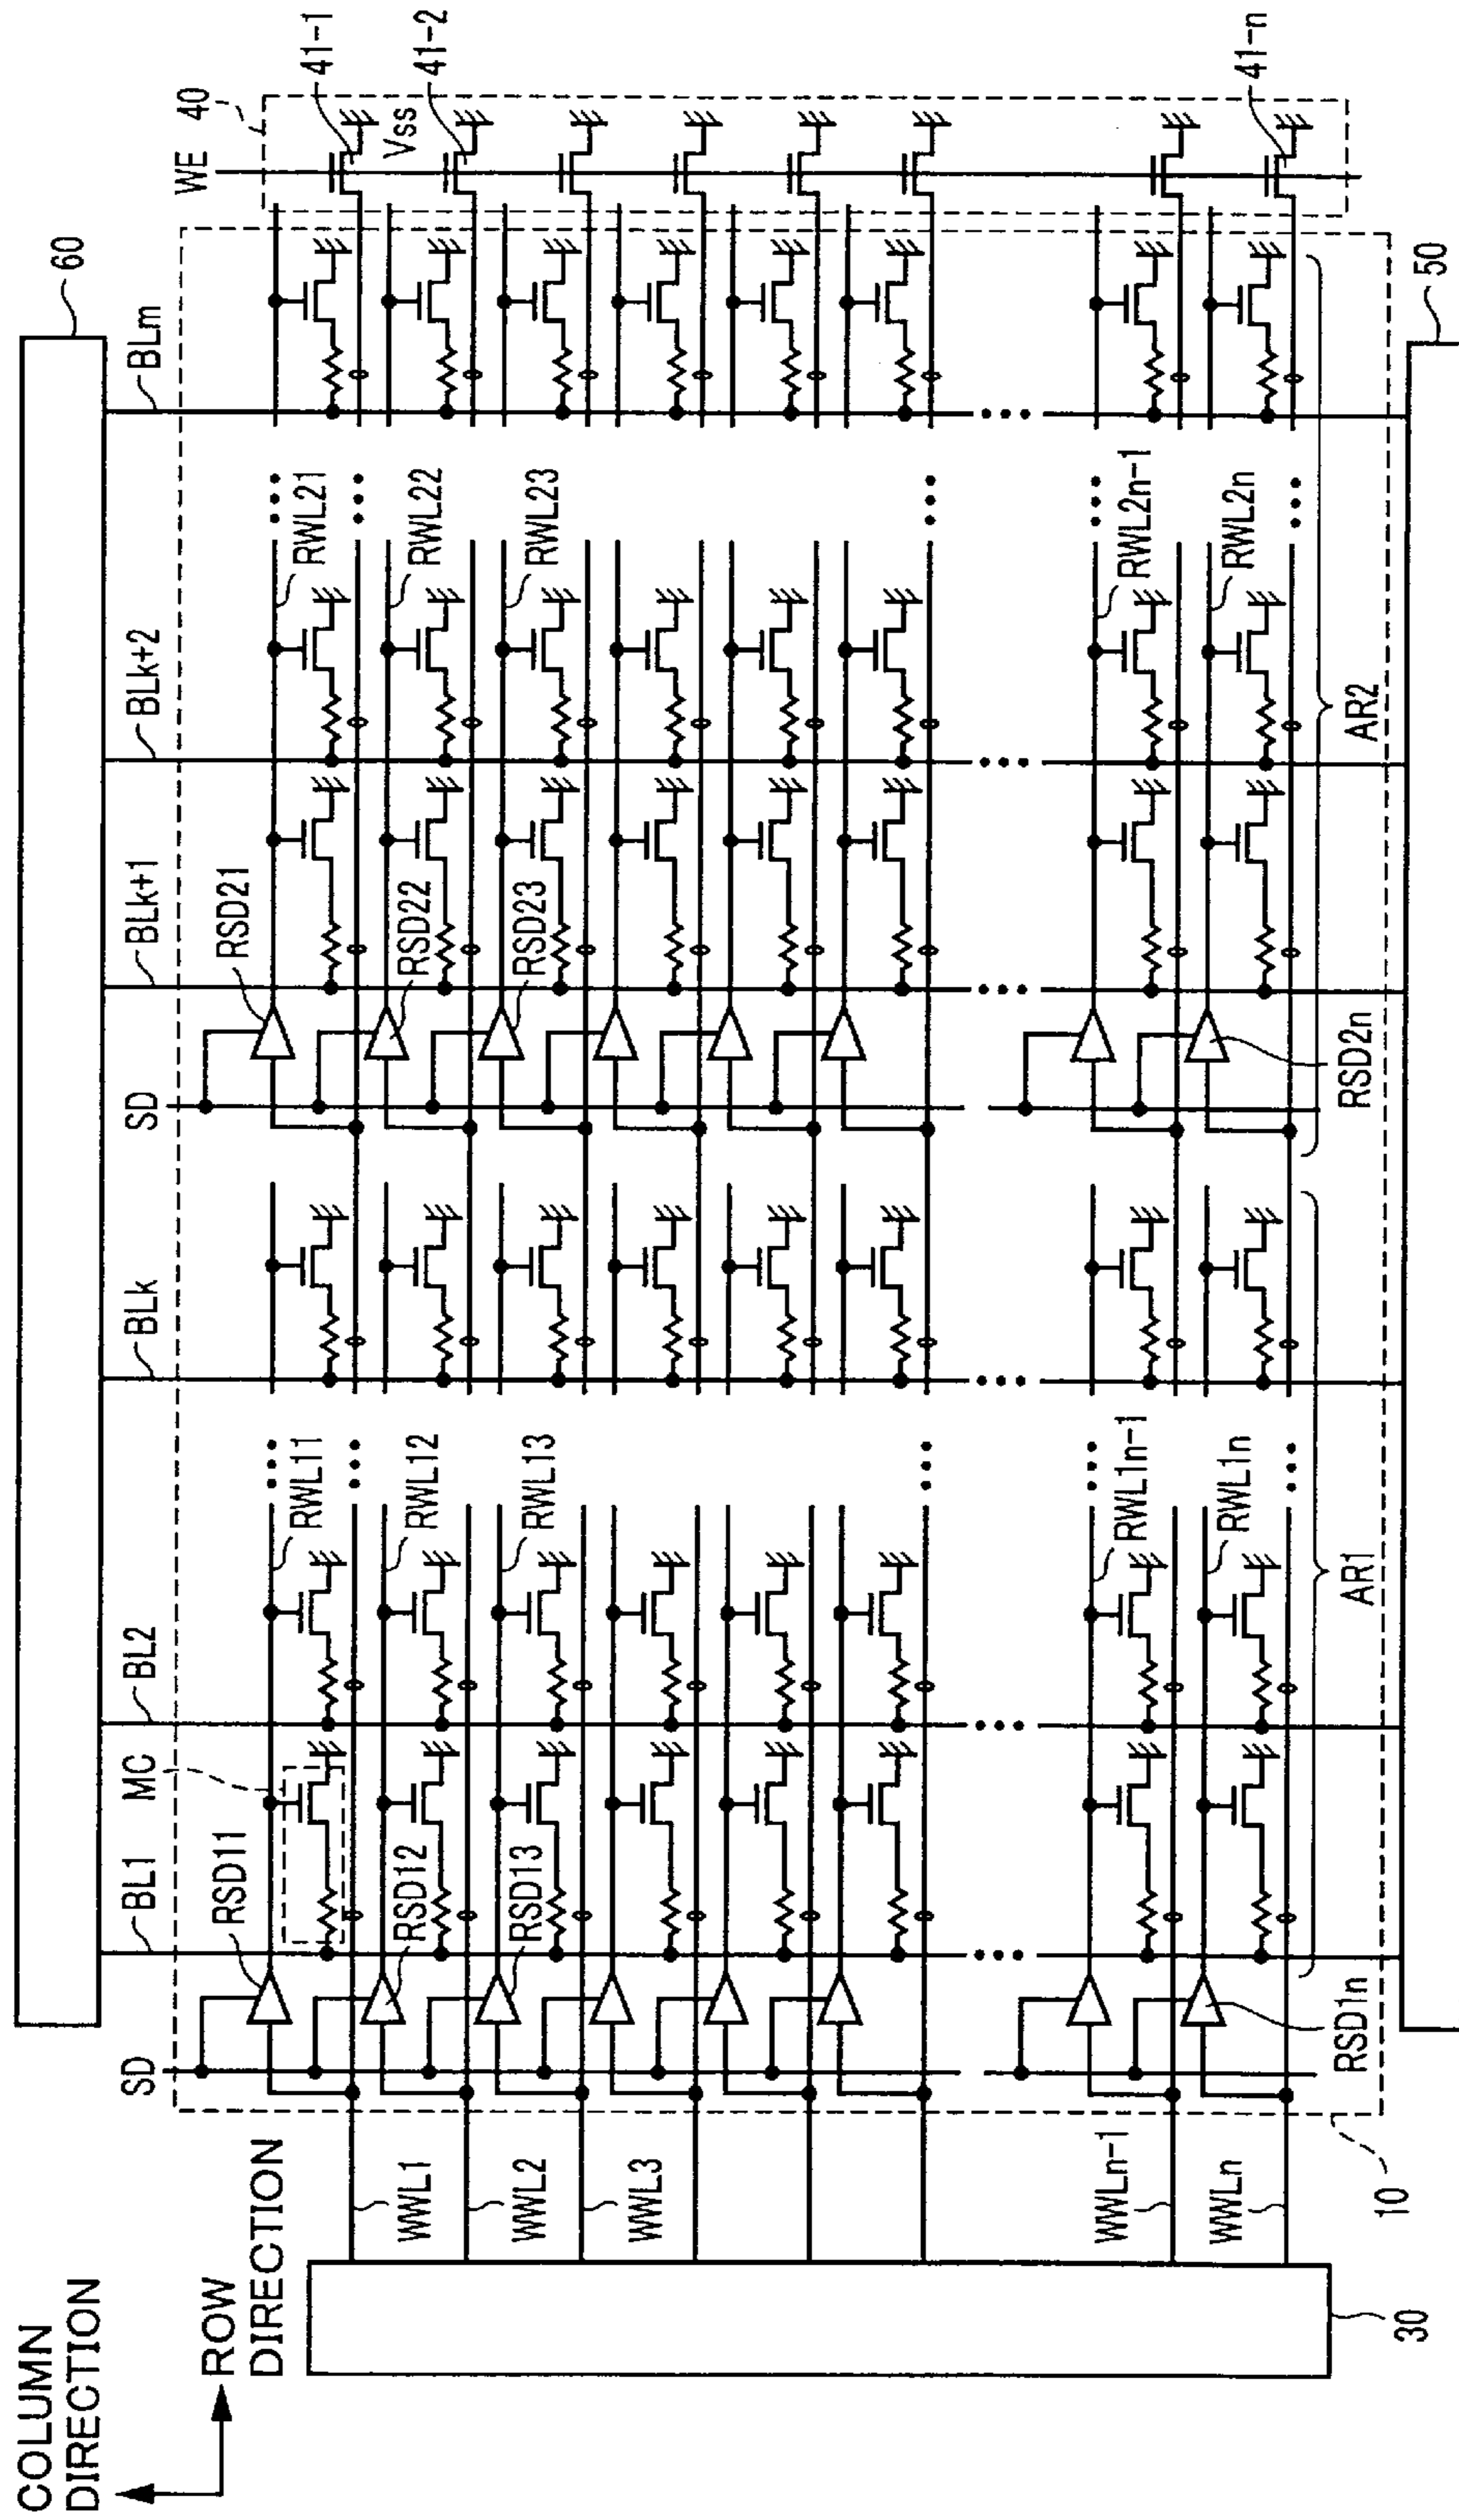 COLUMN
DIRECTION
ROW
DIRECTION
30
WWL1
WWL2
WWL3
WWLn-1
WWLn
10
SD
RSD11
RSD12
RSD13
RSD1n
BL1
MC
BL2
RWL11
RWL12
RWL13
RWL1n-1
RWL1n
AR1
BLk
SD
RSD21
RSD22
RSD23
RSD2n
BLk+1
BLk+2
RWL21
RWL22
RWL23
RWL2n-1
RWL2n
AR2
BLm
60
50
WE
40
Vss
41-1
41-2
41-n